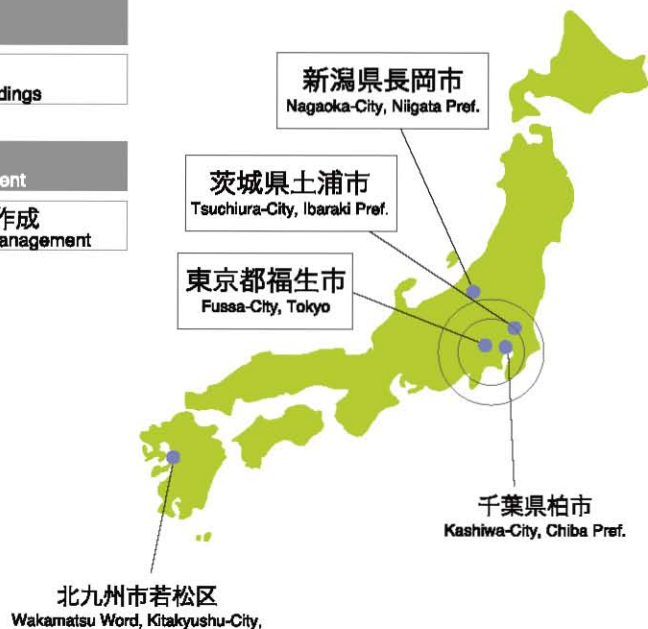 dings
ent
作成
anagement
新潟県長岡市
Nagaoka-City, Niigata Pref.
茨城県土浦市
Tsuchiura-City, Ibaraki Pref.
東京都福生市
Fussa-City, Tokyo
千葉県柏市
Kashiwa-City, Chiba Pref.
北九州市若松区
Wakamatsu Word, Kitakyushu-City,